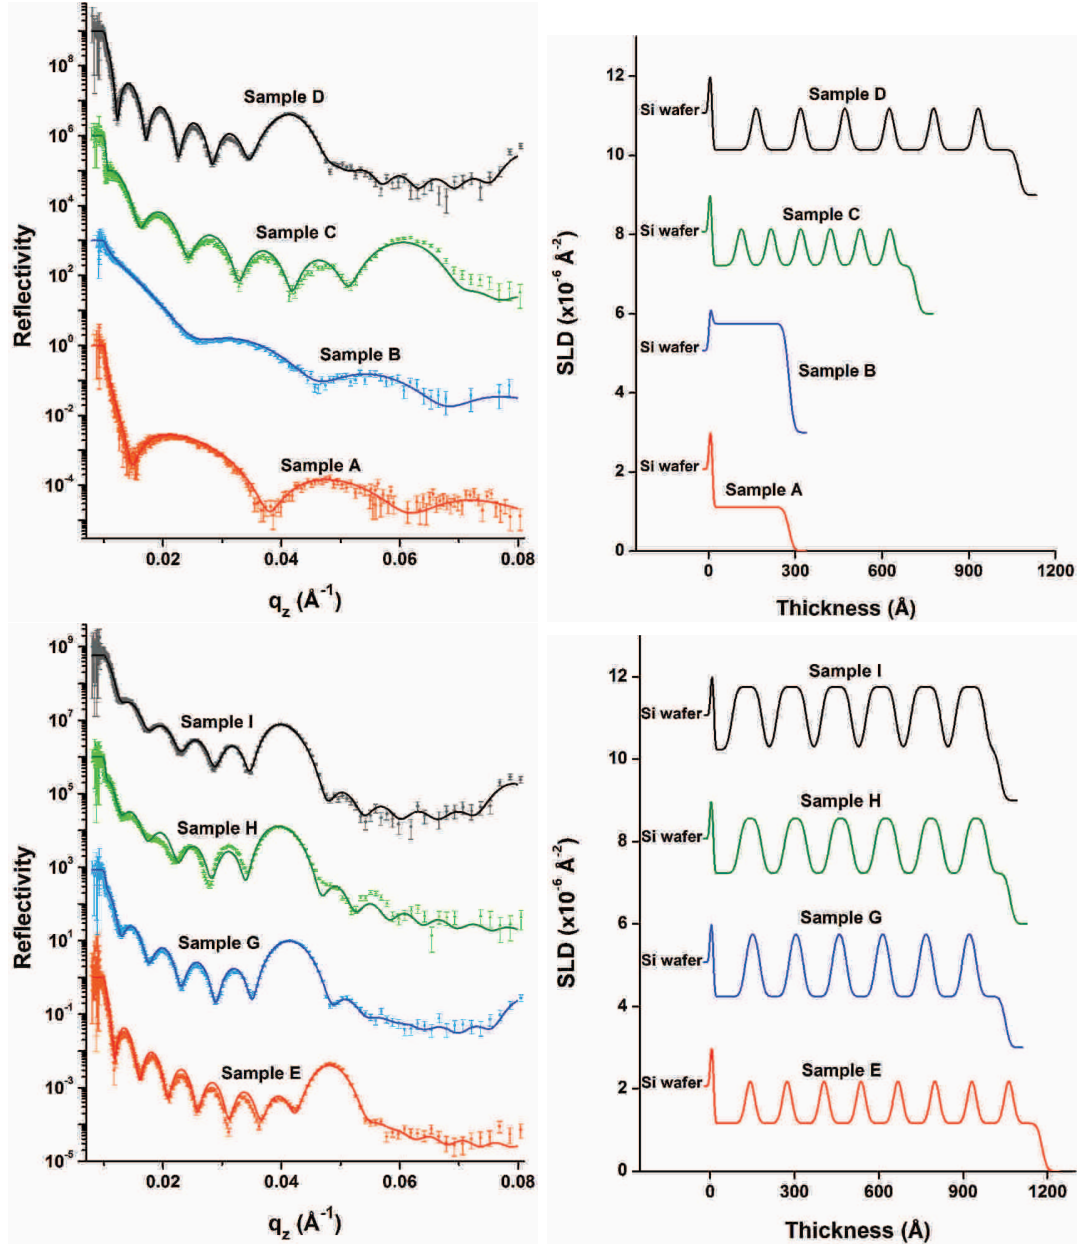 Reflectivity
10^8
10^6
10^4
10^2
10^0
10^-2
10^-4
Sample D
Sample C
Sample B
Sample A
0.02
0.04
0.06
0.08
q_z (Å^-1)
SLD (x10^-6 Å^-2)
12
10
8
6
4
2
0
Si wafer
Sample D
Si wafer
Sample C
Si wafer
Sample B
Si wafer
Sample A
0
300
600
900
1200
Thickness (Å)
Reflectivity
10^9
10^7
10^5
10^3
10^1
10^-1
10^-3
10^-5
Sample I
Sample H
Sample G
Sample E
0.02
0.04
0.06
0.08
q_z (Å^-1)
SLD (x10^-6 Å^-2)
12
10
8
6
4
2
0
Sample I
Si wafer
Sample H
Si wafer
Sample G
Si wafer
Sample E
Si wafer
0
300
600
900
1200
Thickness (Å)